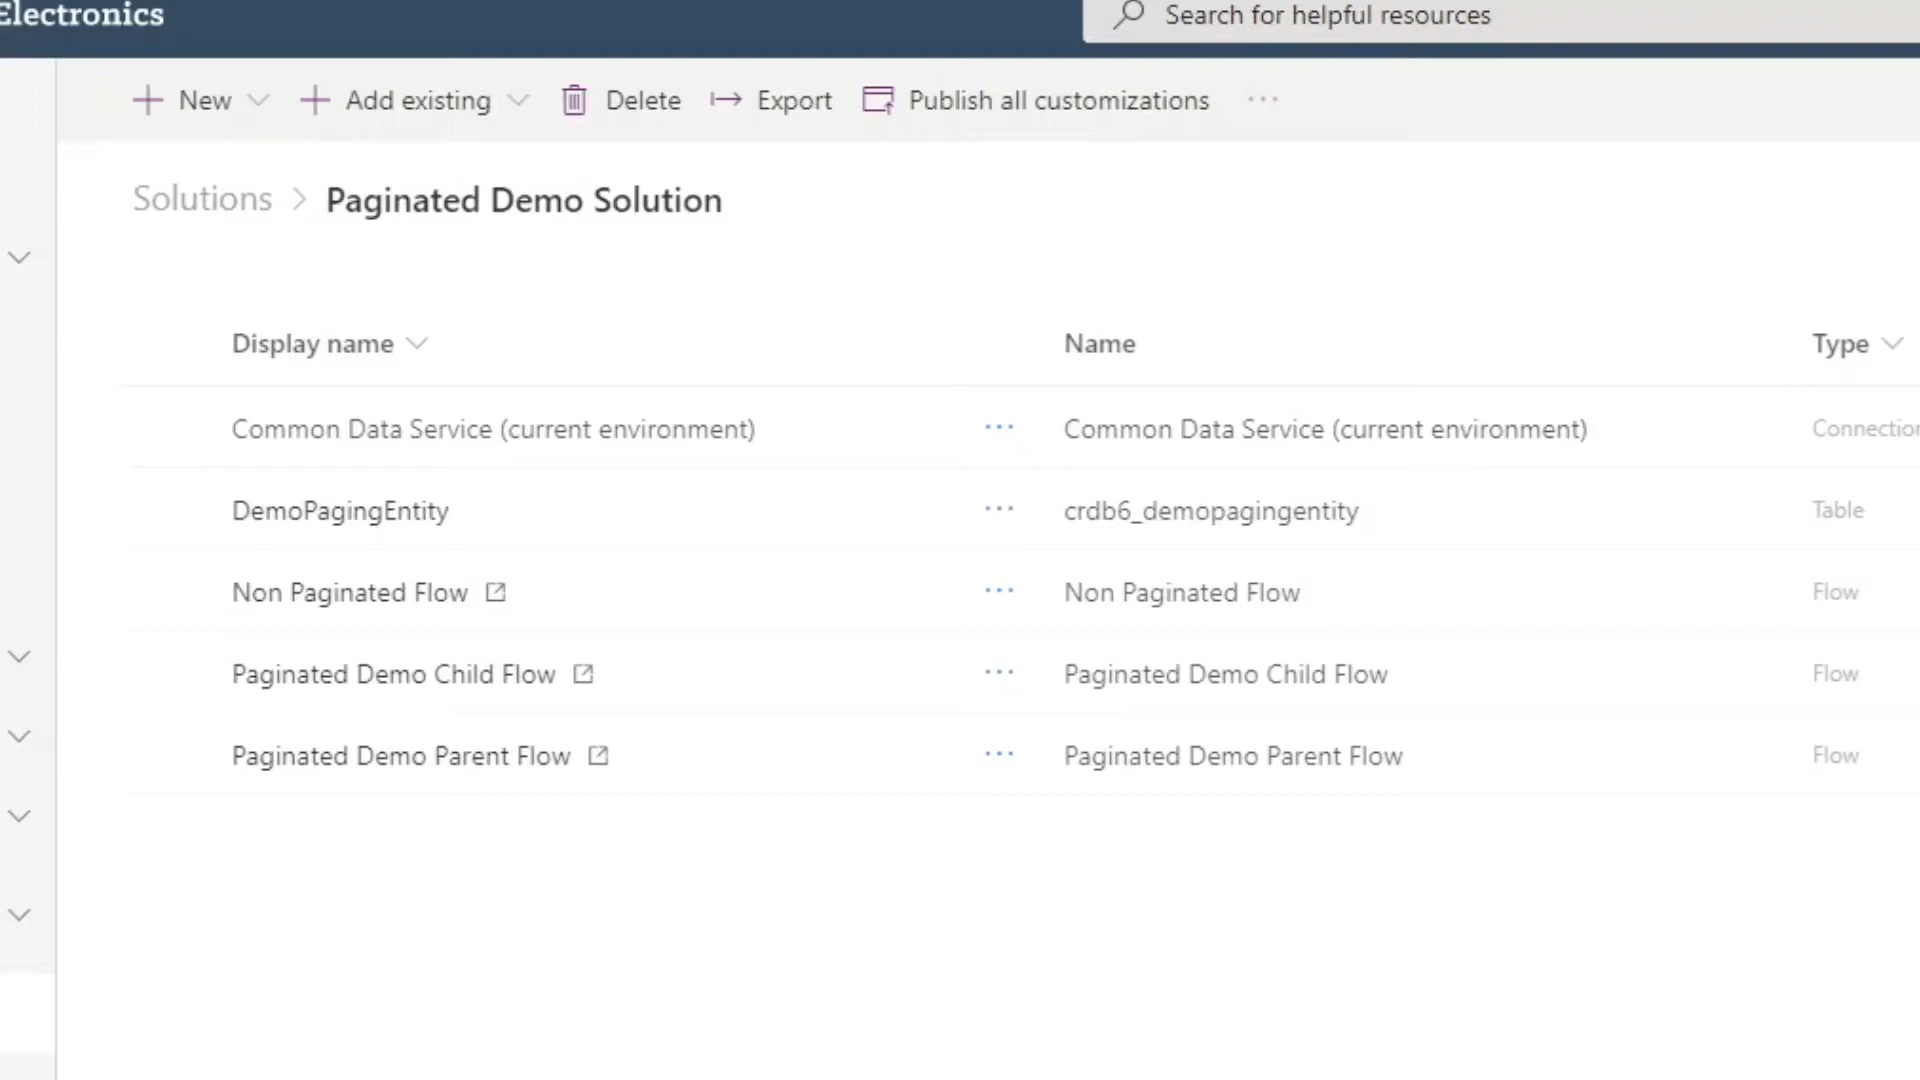 Electronics
Search for helpful resources
New Add existing Delete Export Publish all customizations ...
Solutions > Paginated Demo Solution
Display name Name Type
Common Data Service (current environment) ... Common Data Service (current environment) Connection
DemoPagingEntity ... crdb6_demopagingentity Table
Non Paginated Flow ... Non Paginated Flow Flow
Paginated Demo Child Flow ... Paginated Demo Child Flow Flow
Paginated Demo Parent Flow ... Paginated Demo Parent Flow Flow